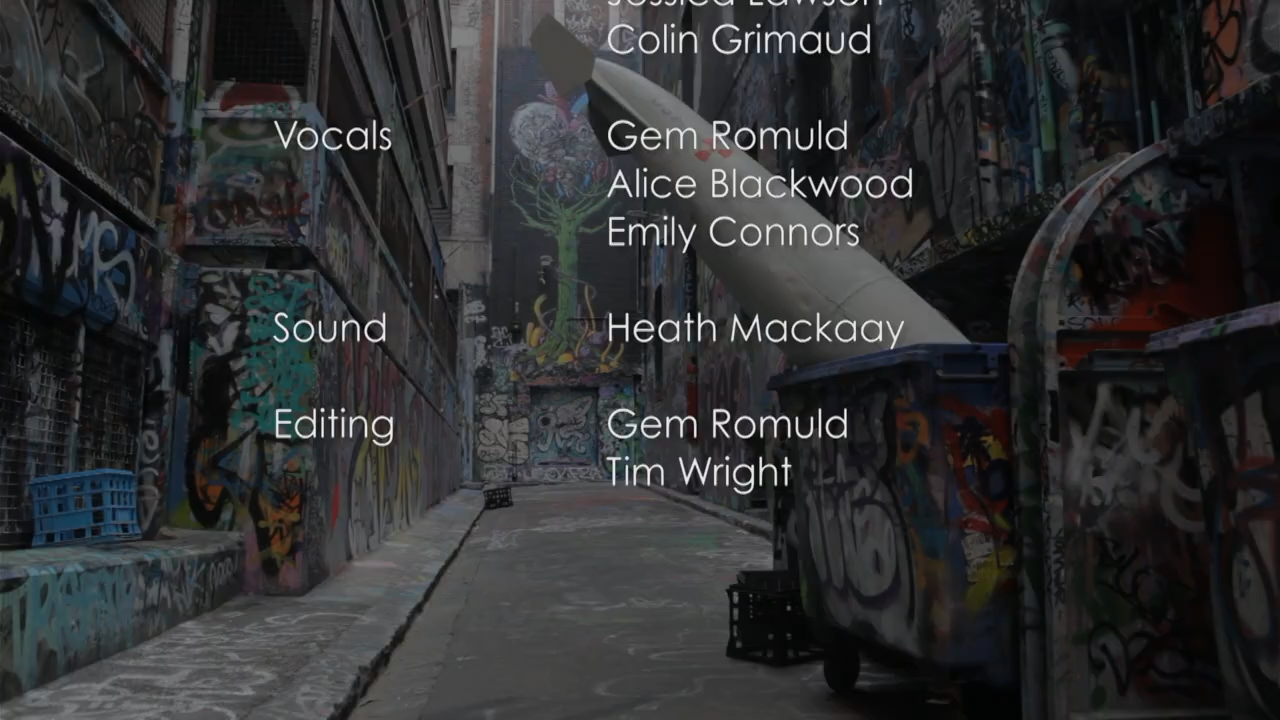 Colin Grimaud
Vocals Gem Romuld
Alice Blackwood
Emily Connors
Sound Heath Mackaay
Editing Gem Romuld
Tim Wright